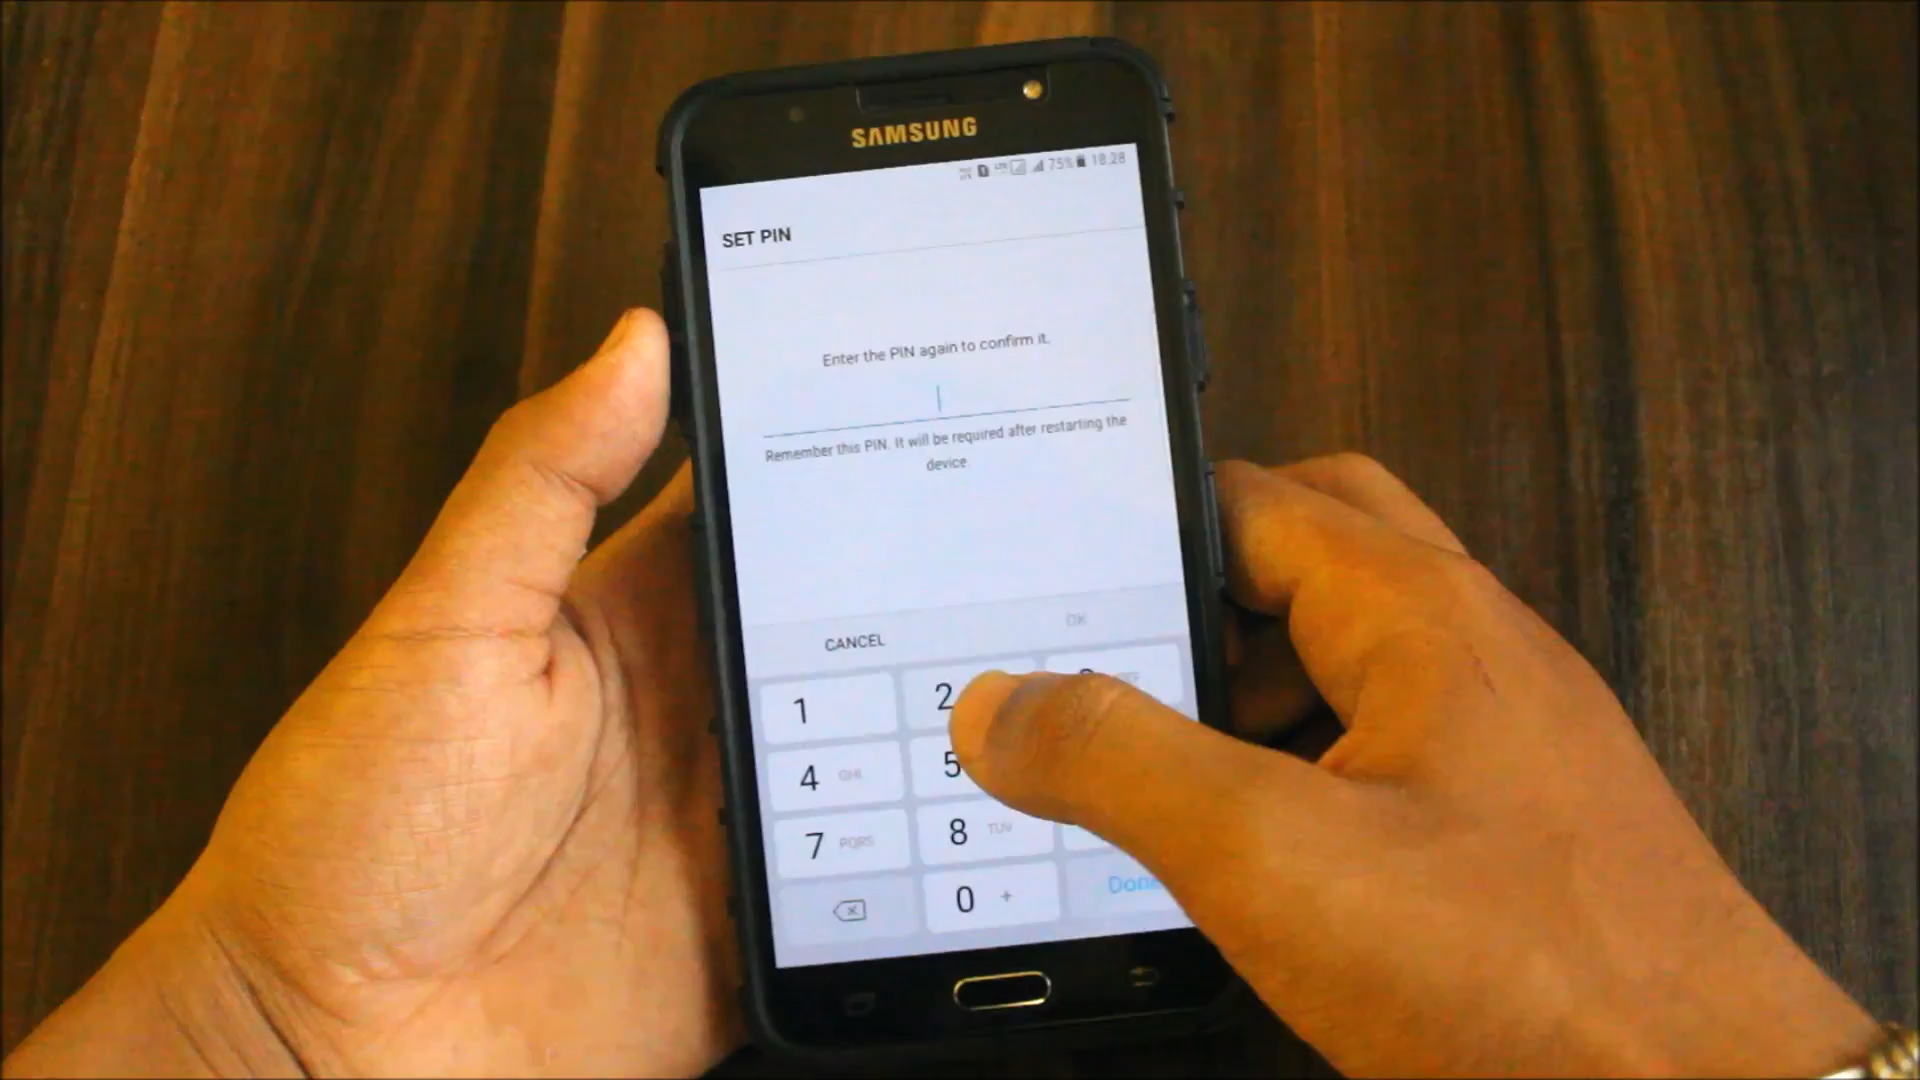 SAMSUNG
75% 18:28
SET PIN
Enter the PIN again to confirm it.
Remember this PIN. It will be required after restarting the
device.
CANCEL OK
1 2
4 GHI 5
7 PQRS 8 TUV
0 +
Done